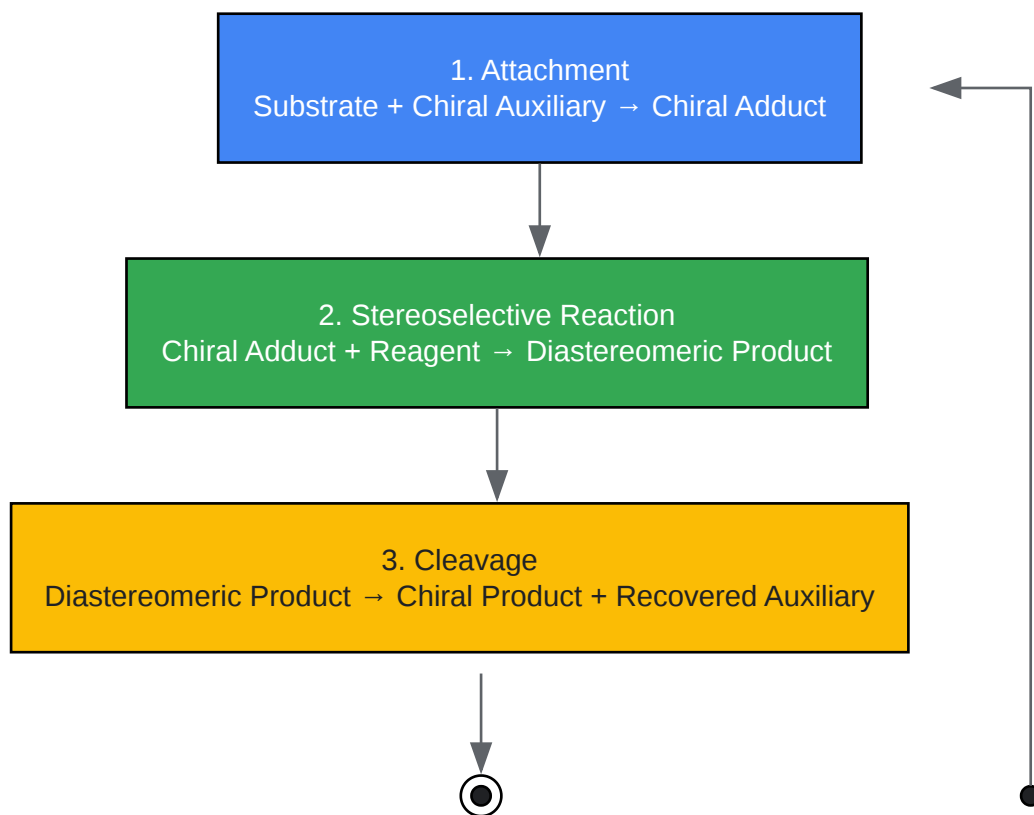 1. Attachment
Substrate + Chiral Auxiliary → Chiral Adduct
2. Stereoselective Reaction
Chiral Adduct + Reagent → Diastereomeric Product
3. Cleavage
Diastereomeric Product → Chiral Product + Recovered Auxiliary